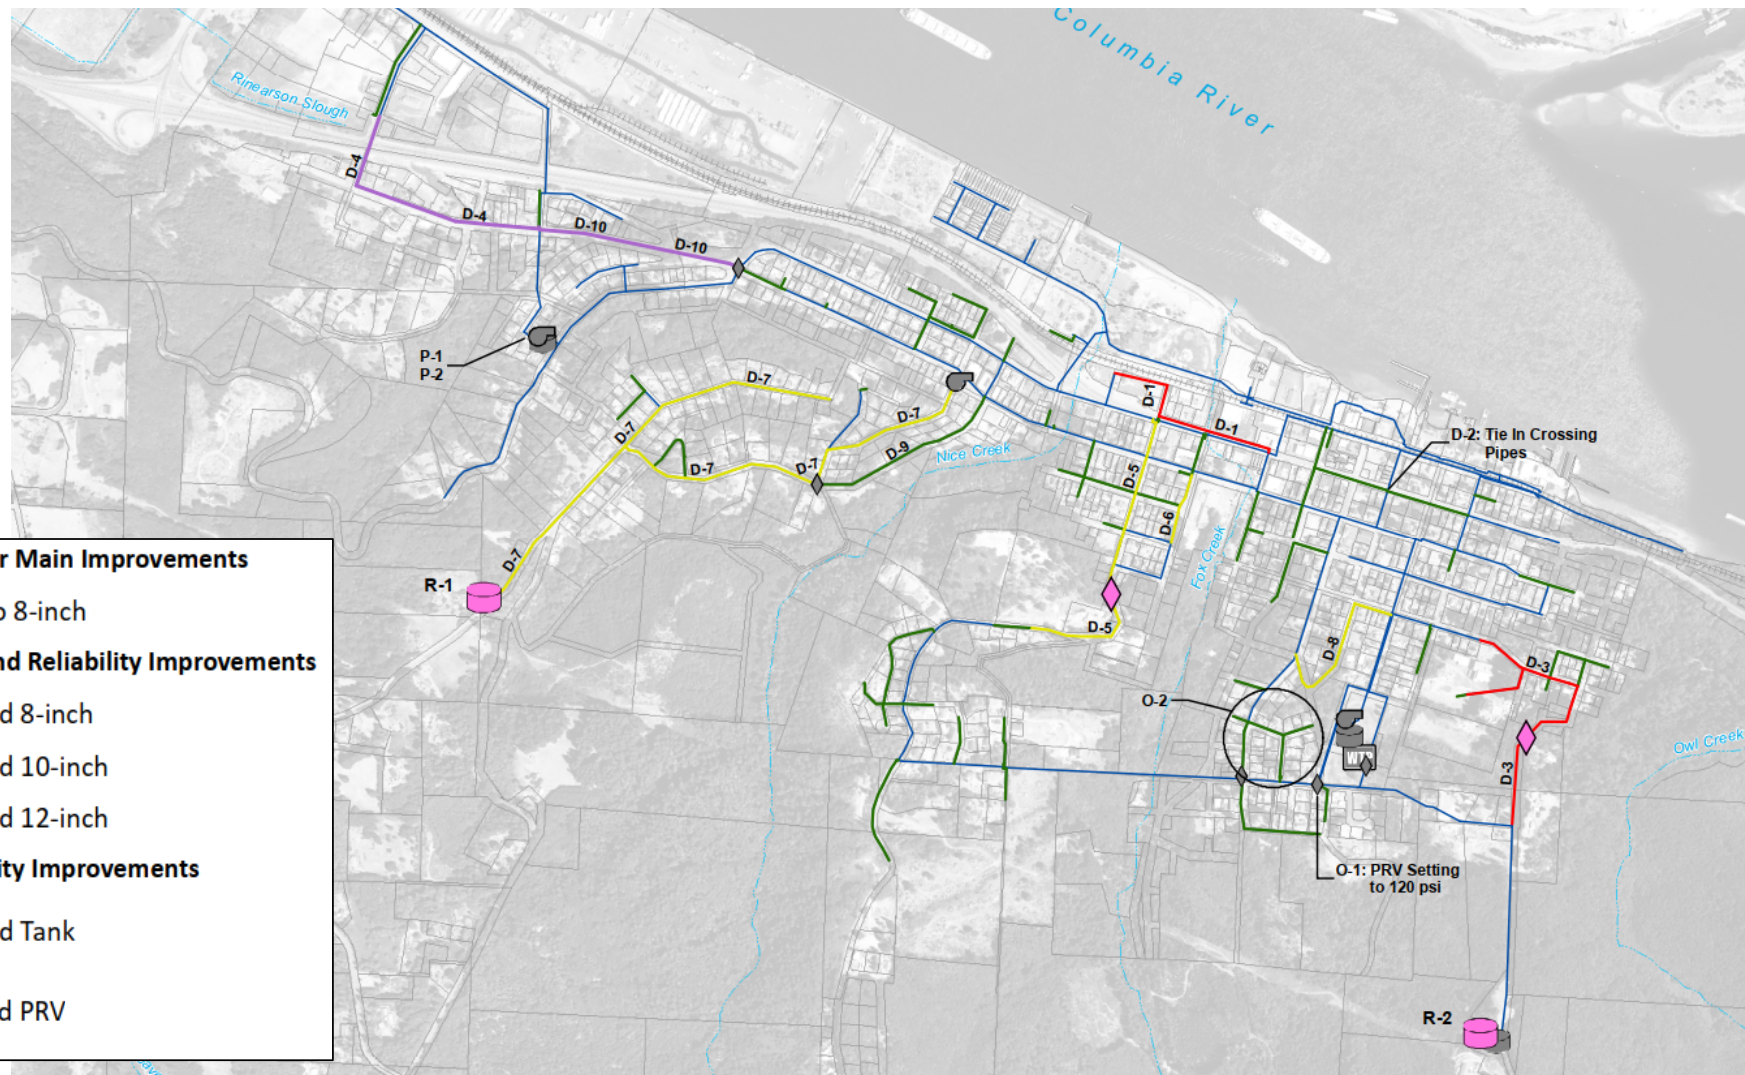 Columbia River
Rinearson Slough
D-4
D-4
D-10
D-10
P-1
P-2
D-7
D-7
D-7
D-9
D-7
D-7
D-7
Nice Creek
D-1
D-1
D-2: Tie In Crossing
Pipes
D-5
D-6
Fox Creek
R-1
D-5
D-8
D-3
O-2
Owl Creek
D-3
O-1: PRV Setting
to 120 psi
R-2
Main Improvements
8-inch
Reliability Improvements
8-inch
10-inch
12-inch
Improvements
Tank
PRV